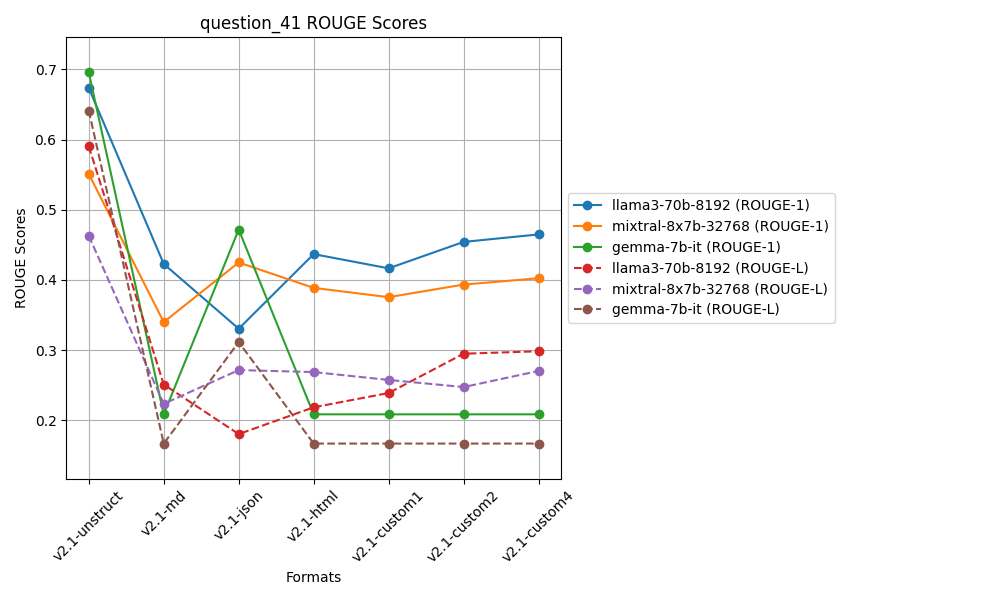 question_41 ROUGE Scores
ROUGE Scores
0.7
0.6
0.5
0.4
0.3
0.2
v2.1-unstruct
v2.1-md
v2.1-json
v2.1-html
v2.1-custom1
v2.1-custom2
v2.1-custom4
Formats
llama3-70b-8192 (ROUGE-1)
mixtral-8x7b-32768 (ROUGE-1)
gemma-7b-it (ROUGE-1)
llama3-70b-8192 (ROUGE-L)
mixtral-8x7b-32768 (ROUGE-L)
gemma-7b-it (ROUGE-L)